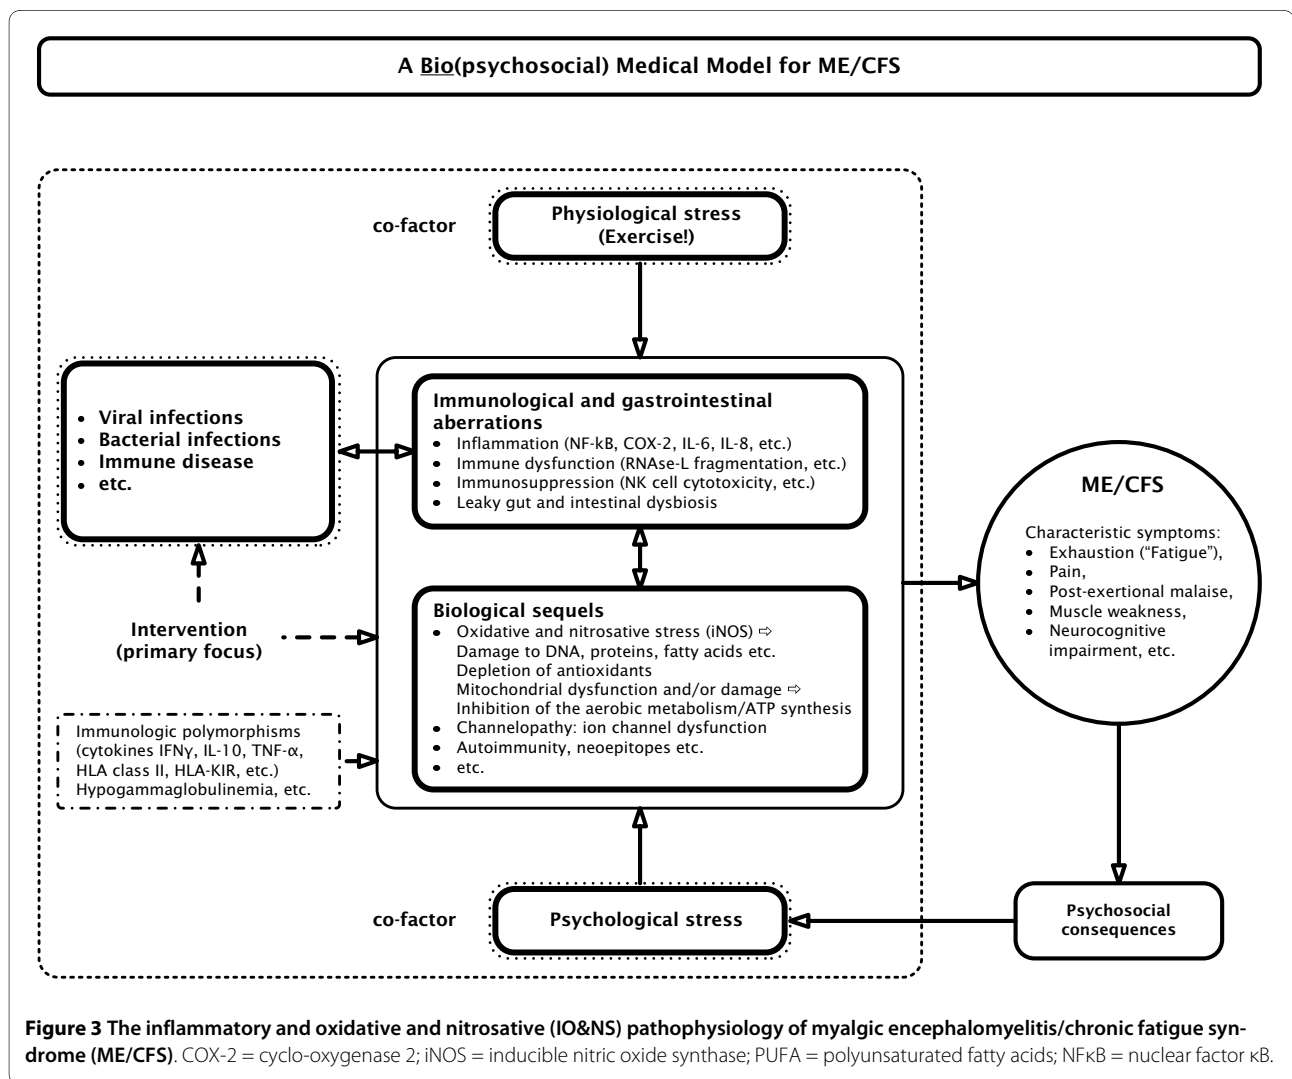 A Bio(psychosocial) Medical Model for ME/CFS
co-factor
Physiological stress
(Exercise!)
• Viral infections
• Bacterial infections
• Immune disease
• etc.
Immunological and gastrointestinal
aberrations
• Inflammation (NF-kB, COX-2, IL-6, IL-8, etc.)
• Immune dysfunction (RNAse-L fragmentation, etc.)
• Immunosuppression (NK cell cytotoxicity, etc.)
• Leaky gut and intestinal dysbiosis
ME/CFS
Characteristic symptoms:
• Exhaustion (“Fatigue”),
• Pain,
• Post-exertional malaise,
• Muscle weakness,
• Neurocognitive
impairment, etc.
Intervention
(primary focus)
Biological sequels
• Oxidative and nitrosative stress (iNOS) ⇨
Damage to DNA, proteins, fatty acids etc.
Depletion of antioxidants
Mitochondrial dysfunction and/or damage ⇨
Inhibition of the aerobic metabolism/ATP synthesis
• Channelopathy: ion channel dysfunction
• Autoimmunity, neoepitopes etc.
• etc.
Immunologic polymorphisms
(cytokines IFNγ, IL-10, TNF-α,
HLA class II, HLA-KIR, etc.)
Hypogammaglobulinemia, etc.
co-factor
Psychological stress
Psychosocial
consequences
Figure 3 The inflammatory and oxidative and nitrosative (IO&NS) pathophysiology of myalgic encephalomyelitis/chronic fatigue syn-
drome (ME/CFS). COX-2 = cyclo-oxygenase 2; iNOS = inducible nitric oxide synthase; PUFA = polyunsaturated fatty acids; NFκB = nuclear factor κB.